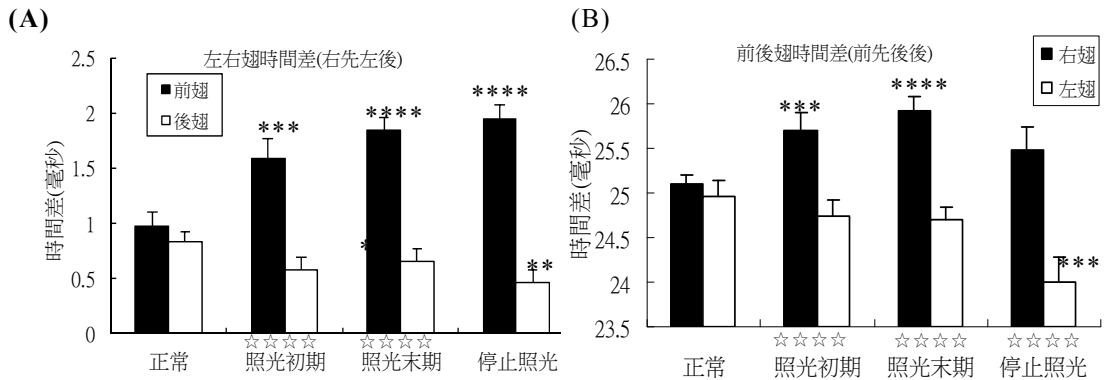 (A)
左右翅時間差(右先左後)
前翅
後翅
時間差(毫秒)
2.5
2
1.5
1
0.5
0
***
****
****
*
**
☆☆☆☆
☆☆☆☆
正常
照光初期
照光末期
停止照光
(B)
前後翅時間差(前先後後)
右翅
左翅
時間差(毫秒)
26.5
26
25.5
25
24.5
24
23.5
***
****
***
☆☆☆☆
☆☆☆☆
☆☆☆☆
正常
照光初期
照光末期
停止照光